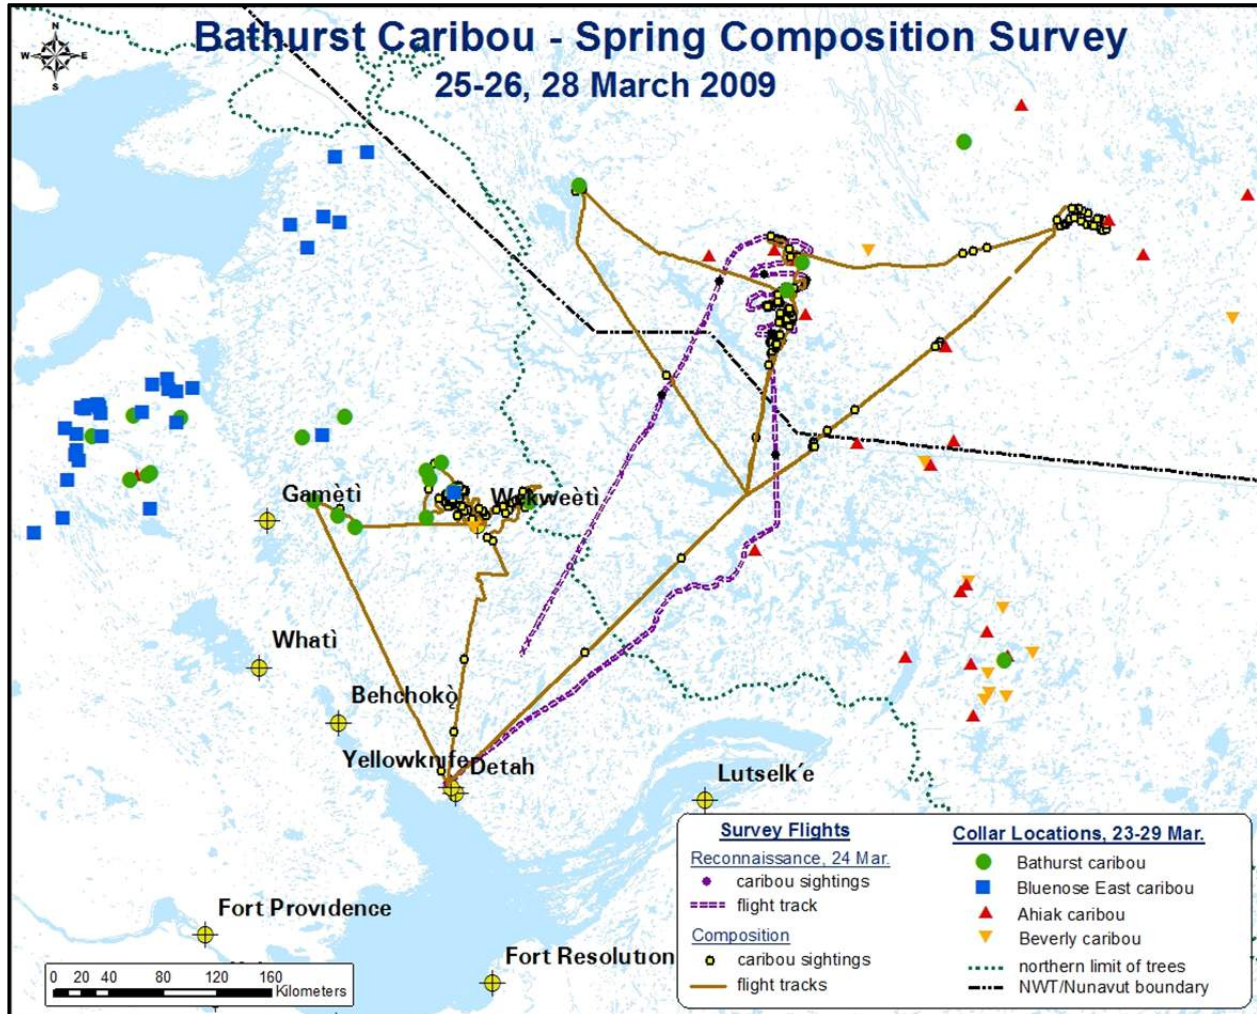 Bathurst Caribou - Spring Composition Survey
25-26, 28 March 2009
N
W E
S
Gamètì
Wekweètì
Whatì
Behchokǫ̀
Yellowknife
Detah
Lutselk´e
Fort Providence
Fort Resolution
0 20 40 80 120 160
Kilometers
Survey Flights
Reconnaissance, 24 Mar.
caribou sightings
flight track
Composition
caribou sightings
flight tracks
Collar Locations, 23-29 Mar.
Bathurst caribou
Bluenose East caribou
Ahiak caribou
Beverly caribou
northern limit of trees
NWT/Nunavut boundary